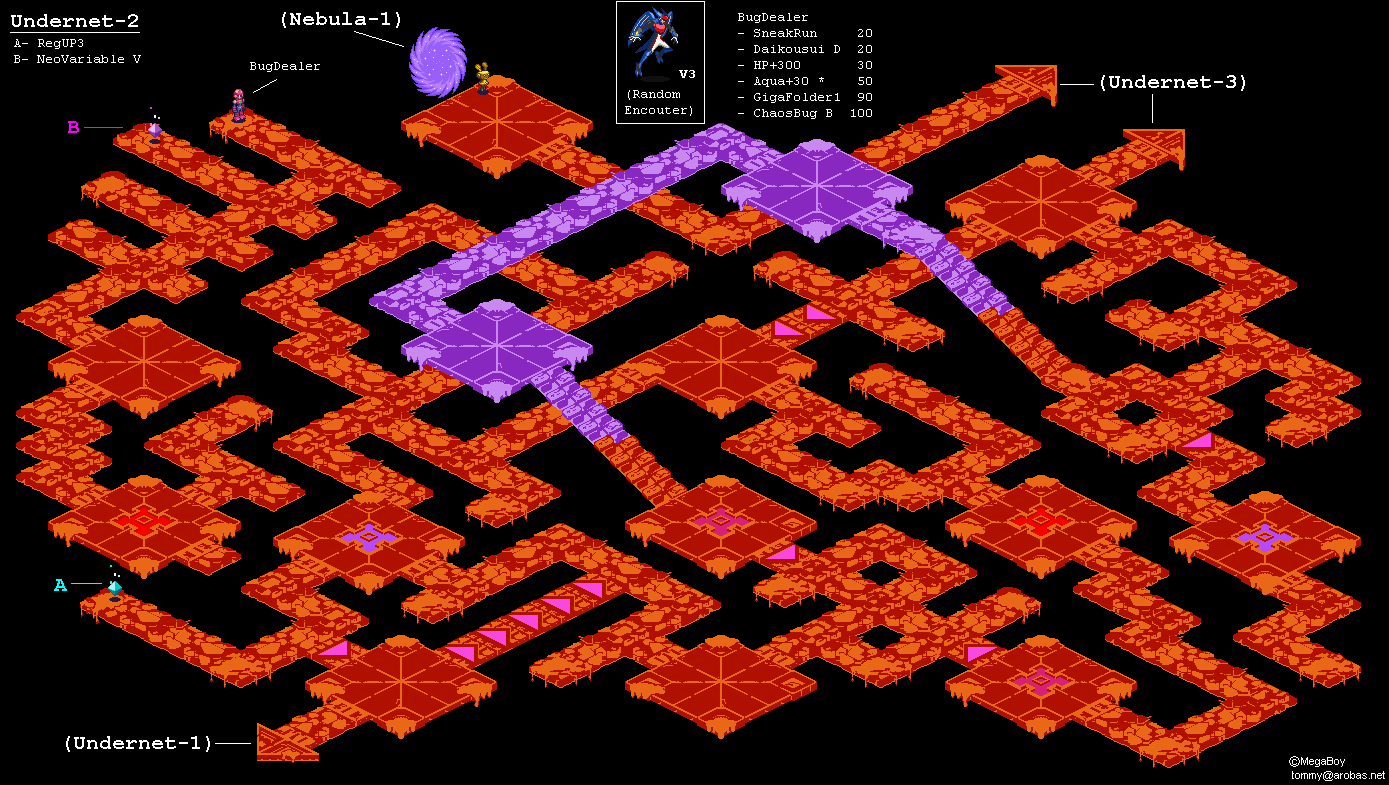 Undernet-2
A- RegUP3
B- NeoVariable V
(Nebula-1)
BugDealer
B
V3
(Random
Encouter)
BugDealer
- SneakRun 20
- Daikousui D 20
- HP+300 30
- Aqua+30 * 50
- GigaFolder1 90
- ChaosBug B 100
(Undernet-3)
A
(Undernet-1)
©MegaBoy
tommy@arobas.net